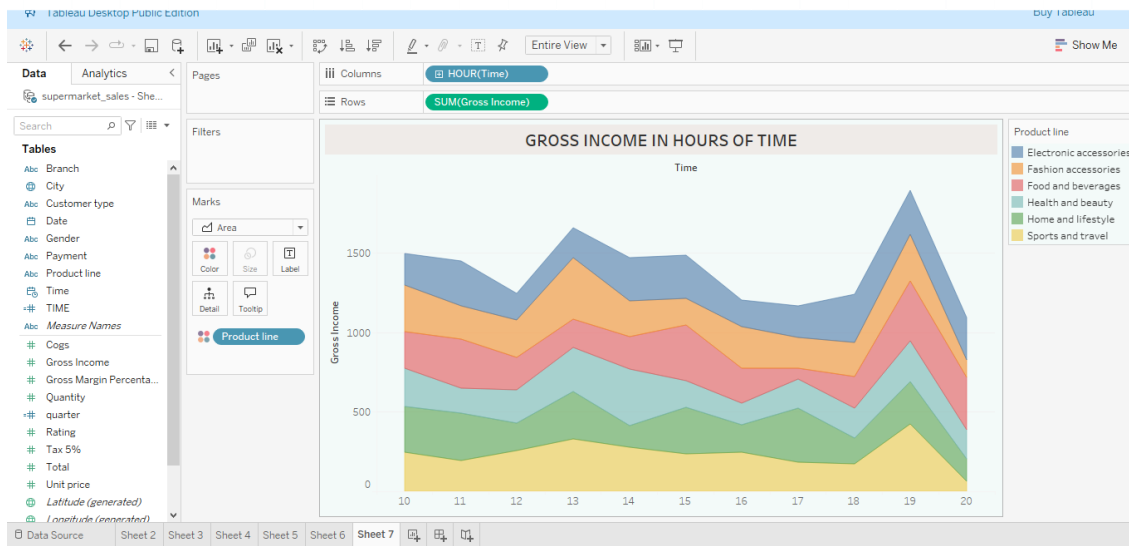 Tableau Desktop Public Edition
Buy Tableau
Entire View
Show Me
Data
Analytics
supermarket_sales - She...
Search
Tables
Abc Branch
City
Abc Customer type
Date
Abc Gender
Abc Payment
Abc Product line
Time
=# TIME
Abc Measure Names
# Cogs
# Gross Income
# Gross Margin Percenta...
# Quantity
=# quarter
# Rating
# Tax 5%
# Total
# Unit price
Latitude (generated)
Longitude (generated)
Pages
Filters
Marks
Area
Color
Size
Label
Detail
Tooltip
Product line
Columns
HOUR(Time)
Rows
SUM(Gross Income)
GROSS INCOME IN HOURS OF TIME
Time
Gross Income
1500
1000
500
0
10 11 12 13 14 15 16 17 18 19 20
Product line
Electronic accessories
Fashion accessories
Food and beverages
Health and beauty
Home and lifestyle
Sports and travel
Data Source
Sheet 2 Sheet 3 Sheet 4 Sheet 5 Sheet 6 Sheet 7